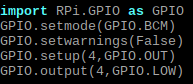 import RPi.GPIO as GPIO
GPIO.setmode(GPIO.BCM)
GPIO.setwarnings(False)
GPIO.setup(4,GPIO.OUT)
GPIO.output(4,GPIO.LOW)